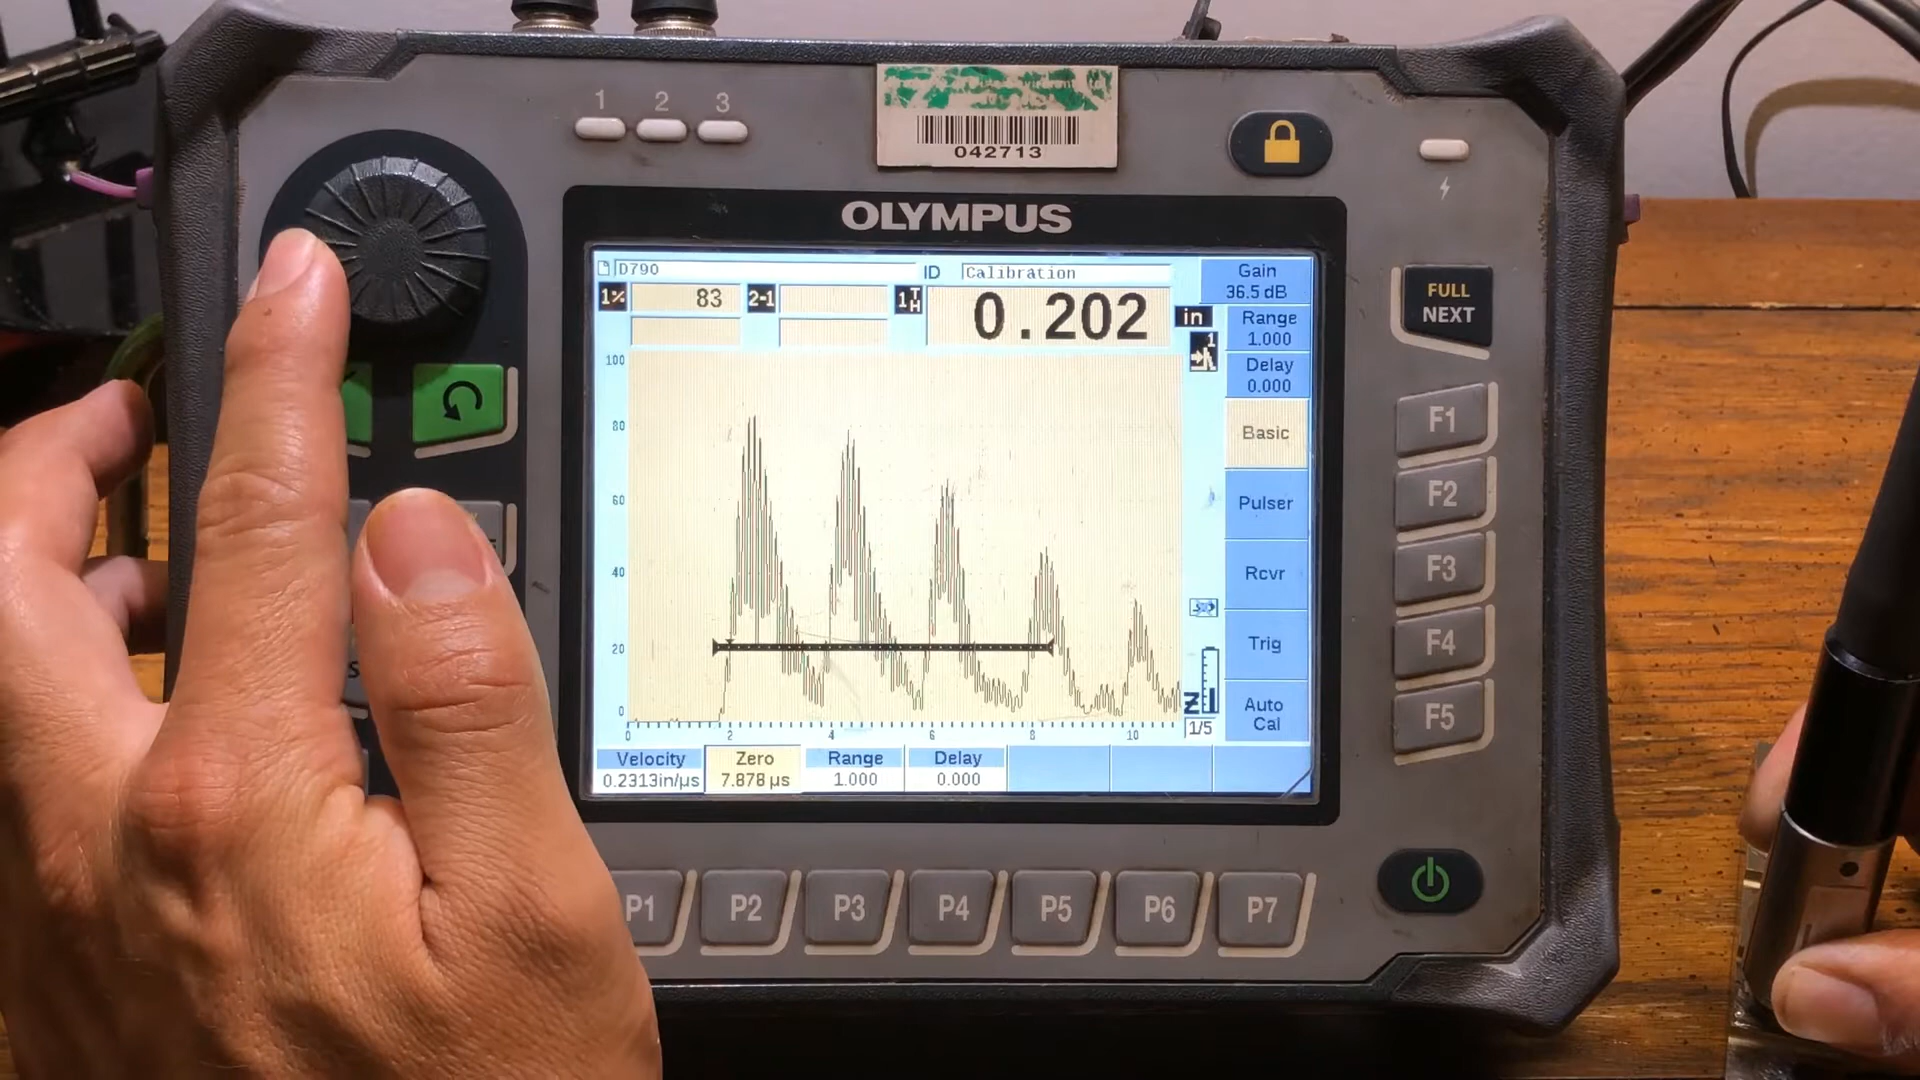 1 2 3
042713
OLYMPUS
D790 ID Calibration
1% 83 2-1 1TH 0.202 in
1
Gain
36.5 dB
Range
1.000
Delay
0.000
Basic
Pulser
Rcvr
Trig
Auto
Cal
100
80
60
40
20
0
0 2 4 6 8 10
1/5
Velocity Zero Range Delay
0.2313in/µs 7.878 µs 1.000 0.000
FULL
NEXT
F1
F2
F3
F4
F5
P1 P2 P3 P4 P5 P6 P7